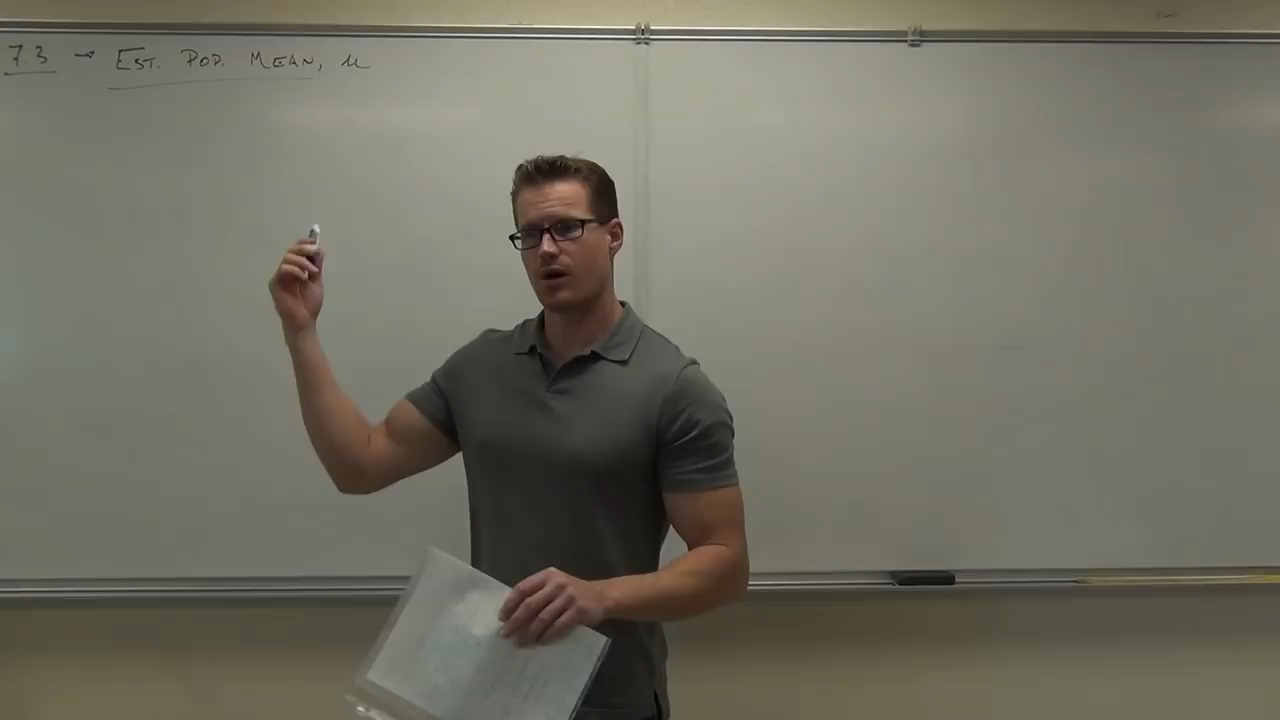 7.3 → EST. POP. MEAN, μ